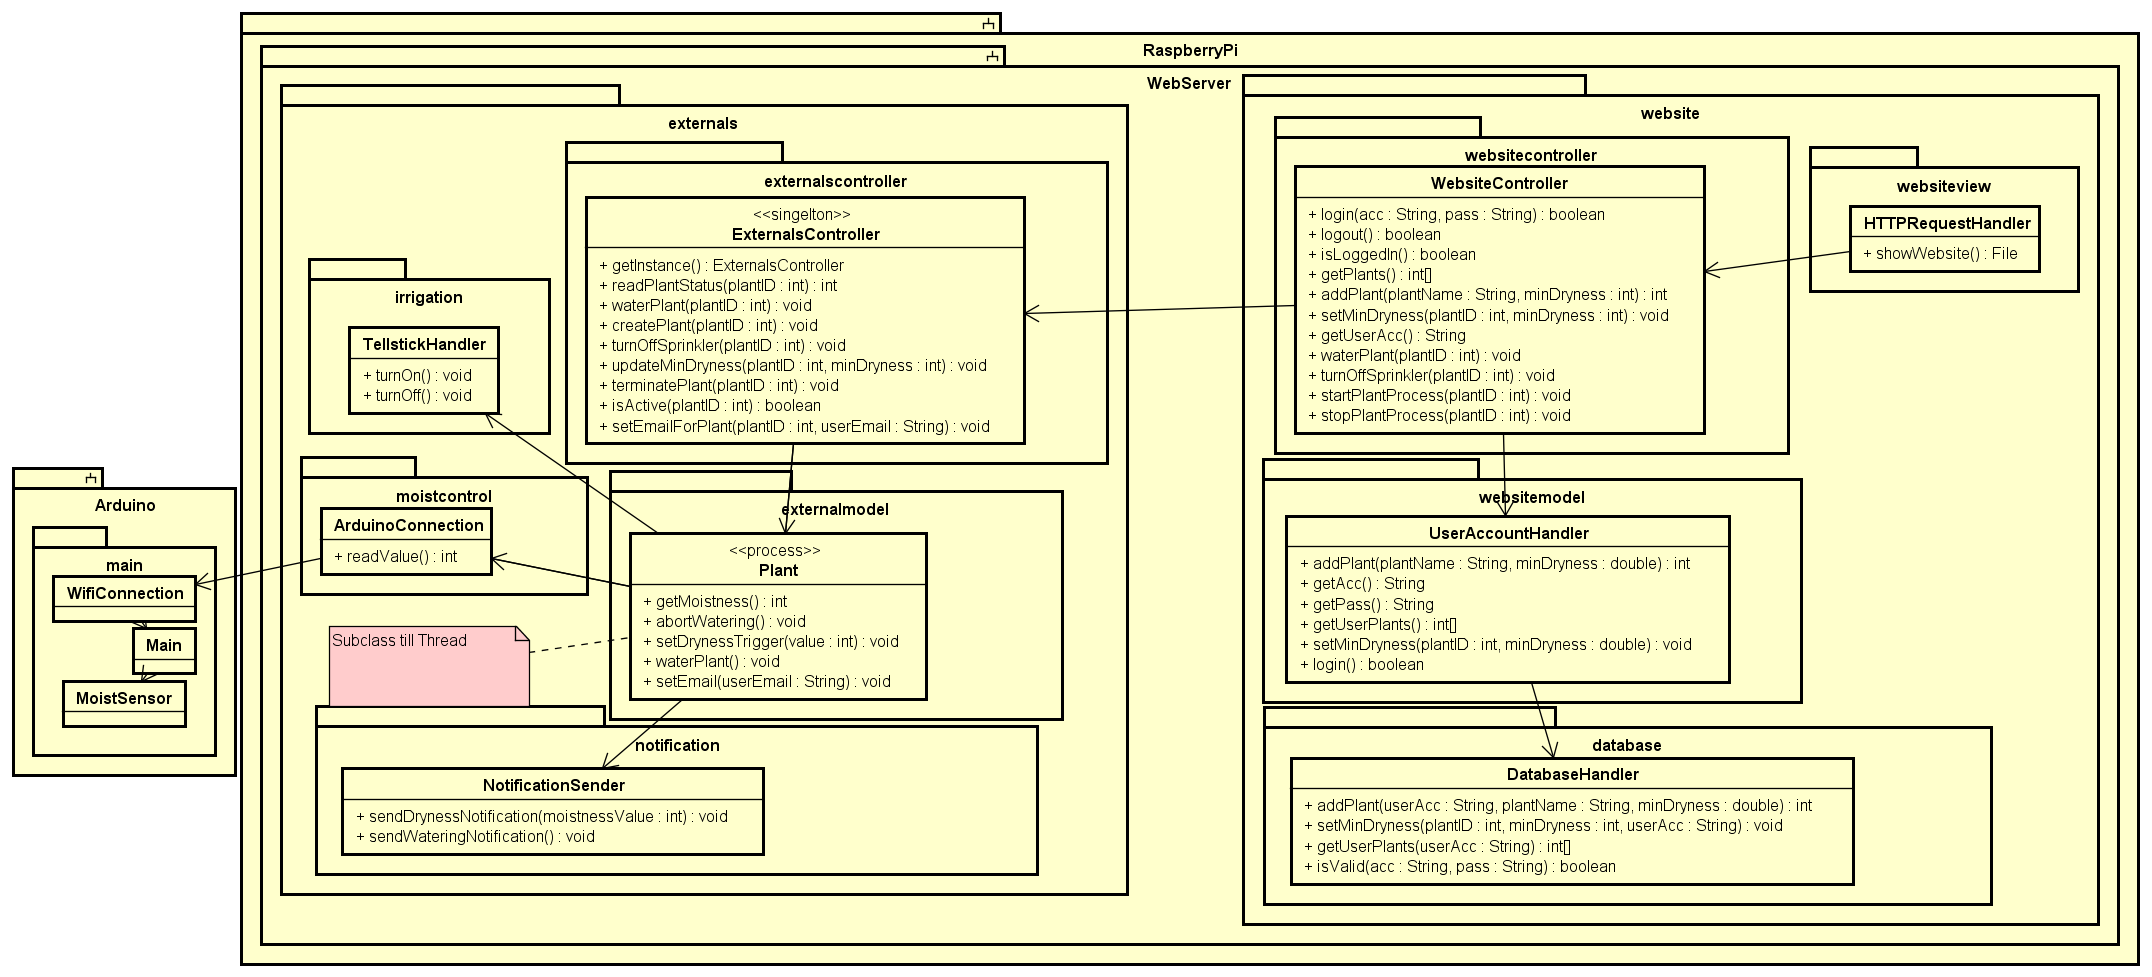 RaspberryPi
WebServer
externals
externalscontroller
<<singelton>>
ExternalsController
+ getInstance() : ExternalsController
+ readPlantStatus(plantID : int) : int
+ waterPlant(plantID : int) : void
+ createPlant(plantID : int) : void
+ turnOffSprinkler(plantID : int) : void
+ updateMinDryness(plantID : int, minDryness : int) : void
+ terminatePlant(plantID : int) : void
+ isActive(plantID : int) : boolean
+ setEmailForPlant(plantID : int, userEmail : String) : void
irrigation
TellstickHandler
+ turnOn() : void
+ turnOff() : void
moistcontrol
ArduinoConnection
+ readValue() : int
externalmodel
<<process>>
Plant
+ getMoistness() : int
+ abortWatering() : void
+ setDrynessTrigger(value : int) : void
+ waterPlant() : void
+ setEmail(userEmail : String) : void
Subclass till Thread
notification
NotificationSender
+ sendDrynessNotification(moistnessValue : int) : void
+ sendWateringNotification() : void
Arduino
main
WifiConnection
Main
MoistSensor
website
websitecontroller
WebsiteController
+ login(acc : String, pass : String) : boolean
+ logout() : boolean
+ isLoggedIn() : boolean
+ getPlants() : int[]
+ addPlant(plantName : String, minDryness : int) : int
+ setMinDryness(plantID : int, minDryness : int) : void
+ getUserAcc() : String
+ waterPlant(plantID : int) : void
+ turnOffSprinkler(plantID : int) : void
+ startPlantProcess(plantID : int) : void
+ stopPlantProcess(plantID : int) : void
websiteview
HTTPRequestHandler
+ showWebsite() : File
websitemodel
UserAccountHandler
+ addPlant(plantName : String, minDryness : double) : int
+ getAcc() : String
+ getPass() : String
+ getUserPlants() : int[]
+ setMinDryness(plantID : int, minDryness : double) : void
+ login() : boolean
database
DatabaseHandler
+ addPlant(userAcc : String, plantName : String, minDryness : double) : int
+ setMinDryness(plantID : int, minDryness : int, userAcc : String) : void
+ getUserPlants(userAcc : String) : int[]
+ isValid(acc : String, pass : String) : boolean